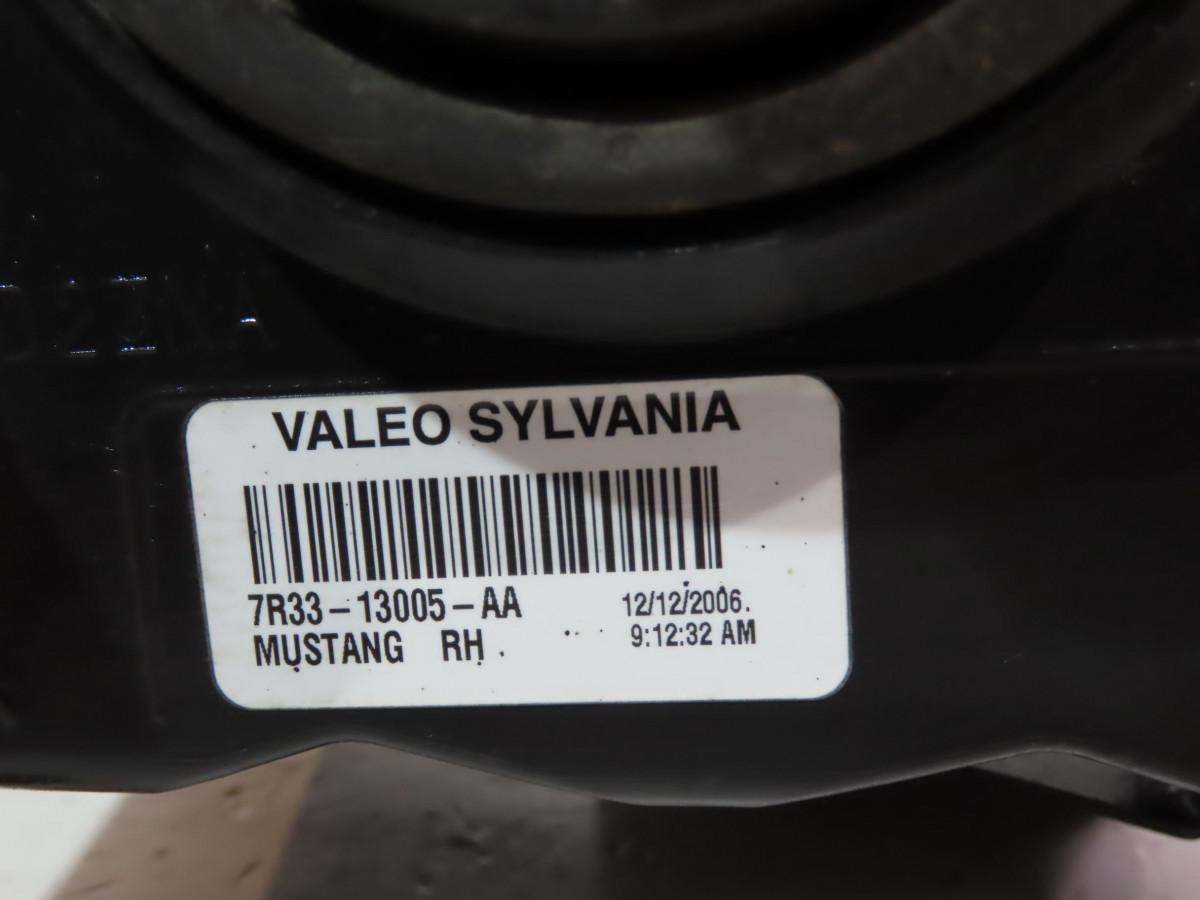 VALEO SYLVANIA
7R33-13005-AA 12/12/2006.
MUSTANG RH. 9:12:32 AM